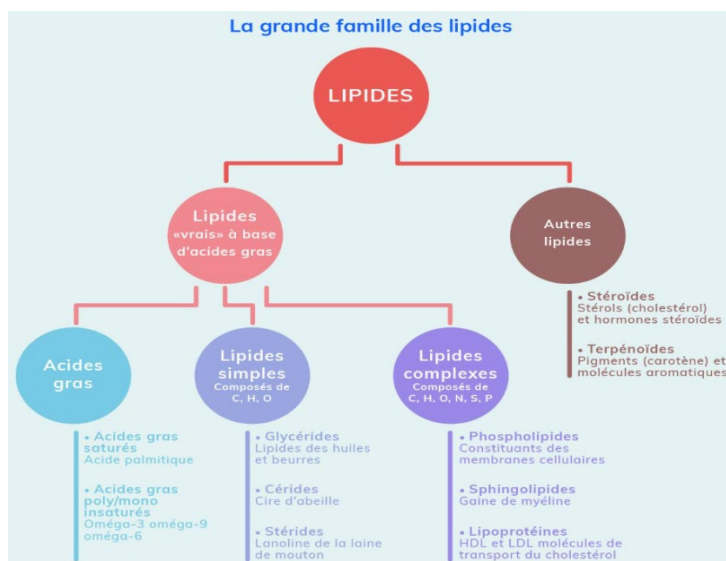 La grande famille des lipides
LIPIDES
Lipides
«vrais» à base
d'acides gras
Autres
lipides
• Stéroïdes
Stérols (cholestérol)
et hormones stéroïdes
• Terpénoïdes
Pigments (carotène) et
molécules aromatiques
Acides
gras
• Acides gras
saturés
Acide palmitique
• Acides gras
poly/mono
insaturés
Oméga-3 oméga-9
oméga-6
Lipides
simples
Composés de
C, H, O
• Glycérides
Lipides des huiles
et beurres
• Cérides
Cire d'abeille
• Stérides
Lanoline de la laine
de mouton
Lipides
complexes
Composés de
C, H, O, N, S, P
• Phospholipides
Constituants des
membranes cellulaires
• Sphingolipides
Gaine de myéline
• Lipoprotéines
HDL et LDL molécules de
transport du cholestérol